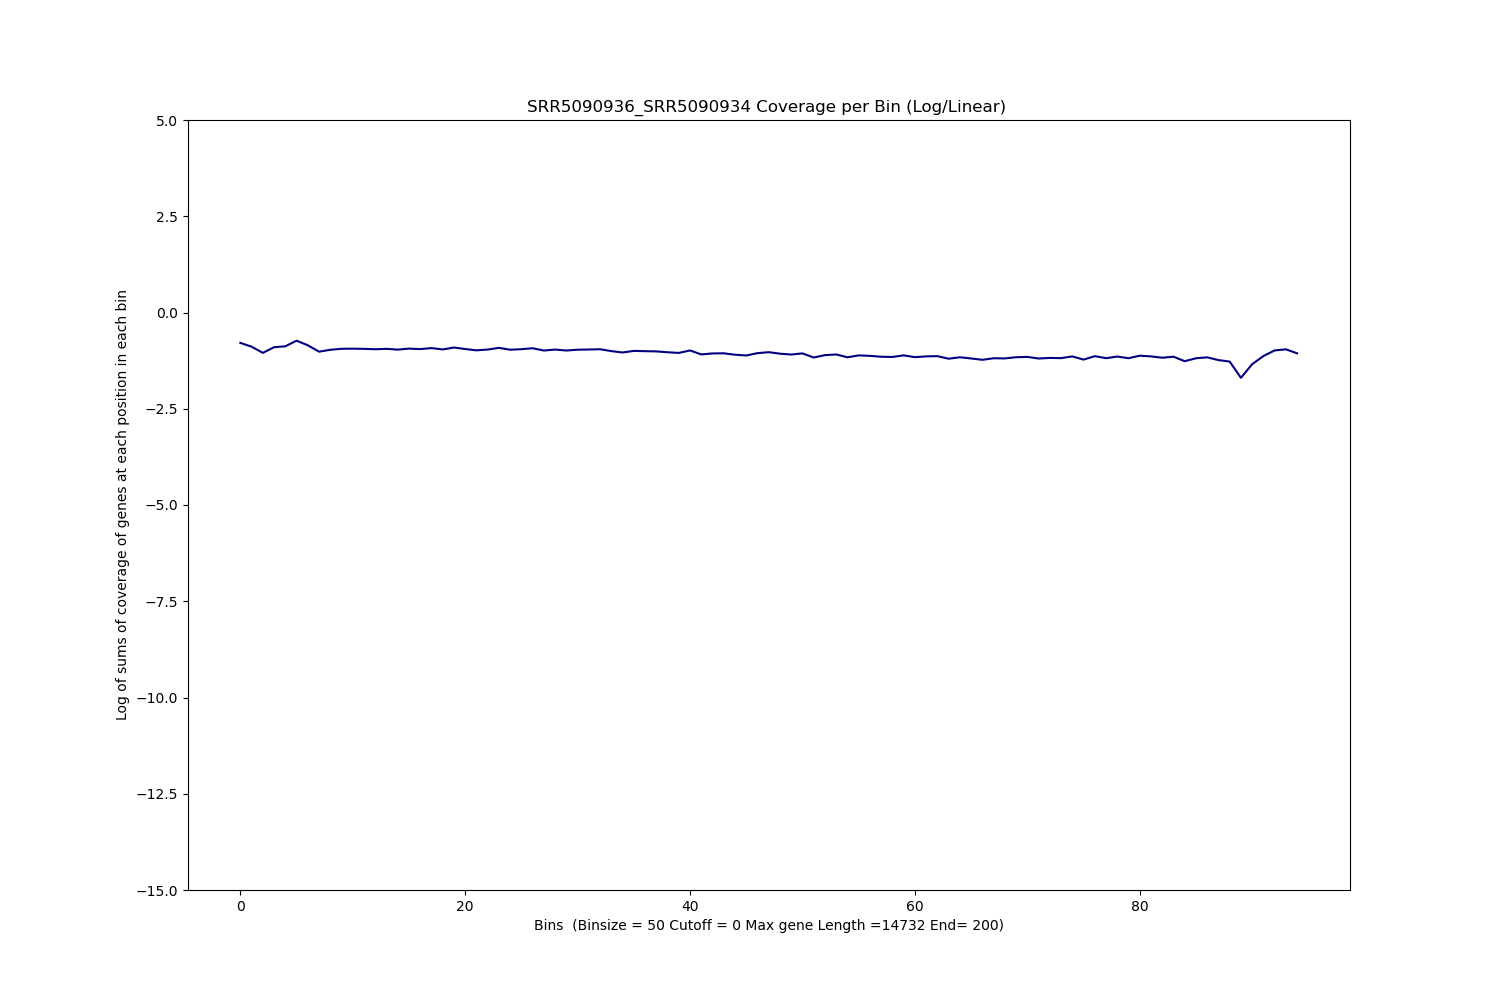 SRR5090936_SRR5090934 Coverage per Bin (Log/Linear)
5.0
2.5
0.0
−2.5
−5.0
−7.5
−10.0
−12.5
−15.0
Log of sums of coverage of genes at each position in each bin
0 20 40 60 80
Bins  (Binsize = 50 Cutoff = 0 Max gene Length =14732 End= 200)